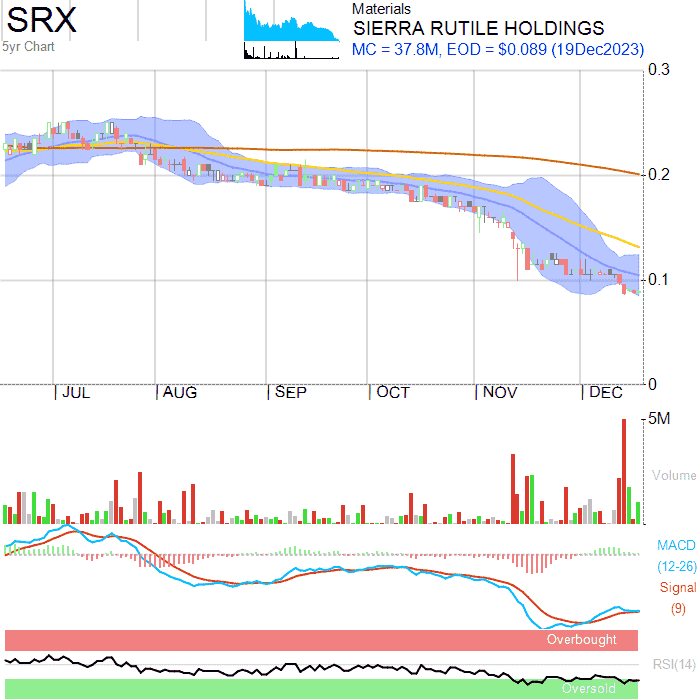 SRX
5yr Chart
Materials
SIERRA RUTILE HOLDINGS
MC = 37.8M, EOD = $0.089 (19Dec2023)
0.3
0.2
0.1
0
JUL
AUG
SEP
OCT
NOV
DEC
5M
Volume
MACD
(12-26)
Signal
(9)
Overbought
RSI(14)
Oversold